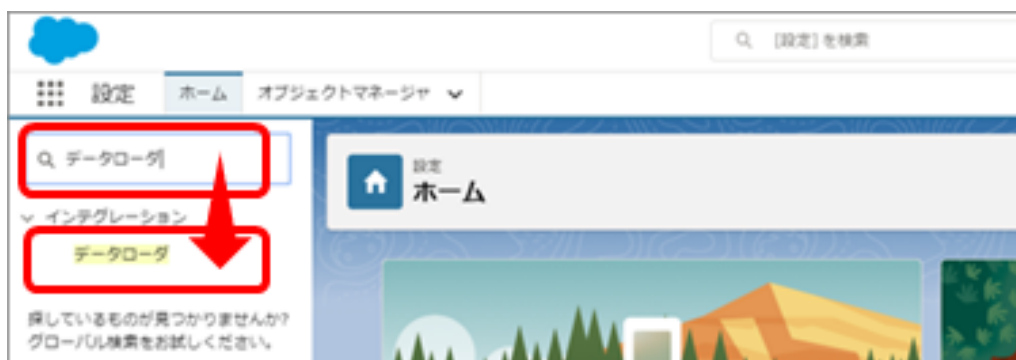 [設定] を検索
設定
ホーム
オブジェクトマネージャ
データローダ
インテグレーション
データローダ
探しているものが見つかりませんか?
グローバル検索をお試しください。
設定
ホーム